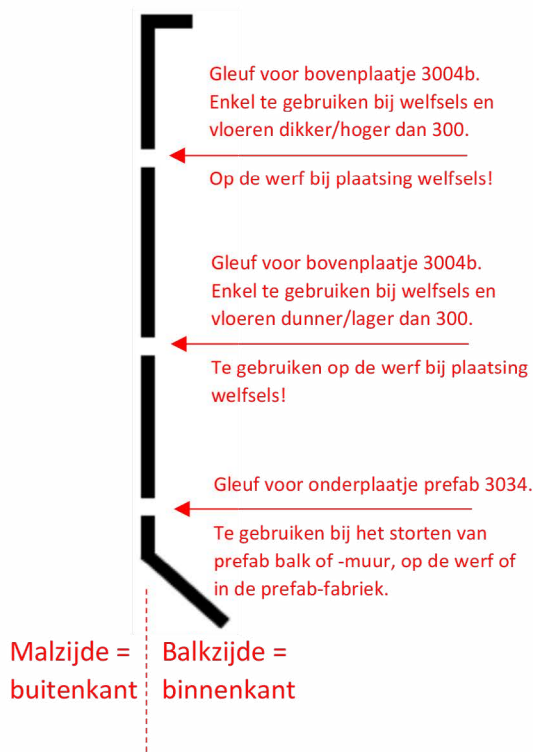 Gleuf voor bovenplaatje 3004b.
Enkel te gebruiken bij welfsels en
vloeren dikker/hoger dan 300.
Op de werf bij plaatsing welfsels!
Gleuf voor bovenplaatje 3004b.
Enkel te gebruiken bij welfsels en
vloeren dunner/lager dan 300.
Te gebruiken op de werf bij plaatsing
welfsels!
Gleuf voor onderplaatje prefab 3034.
Te gebruiken bij het storten van
prefab balk of -muur, op de werf of
in de prefab-fabriek.
Malzijde =
buitenkant
Balkzijde =
binnenkant